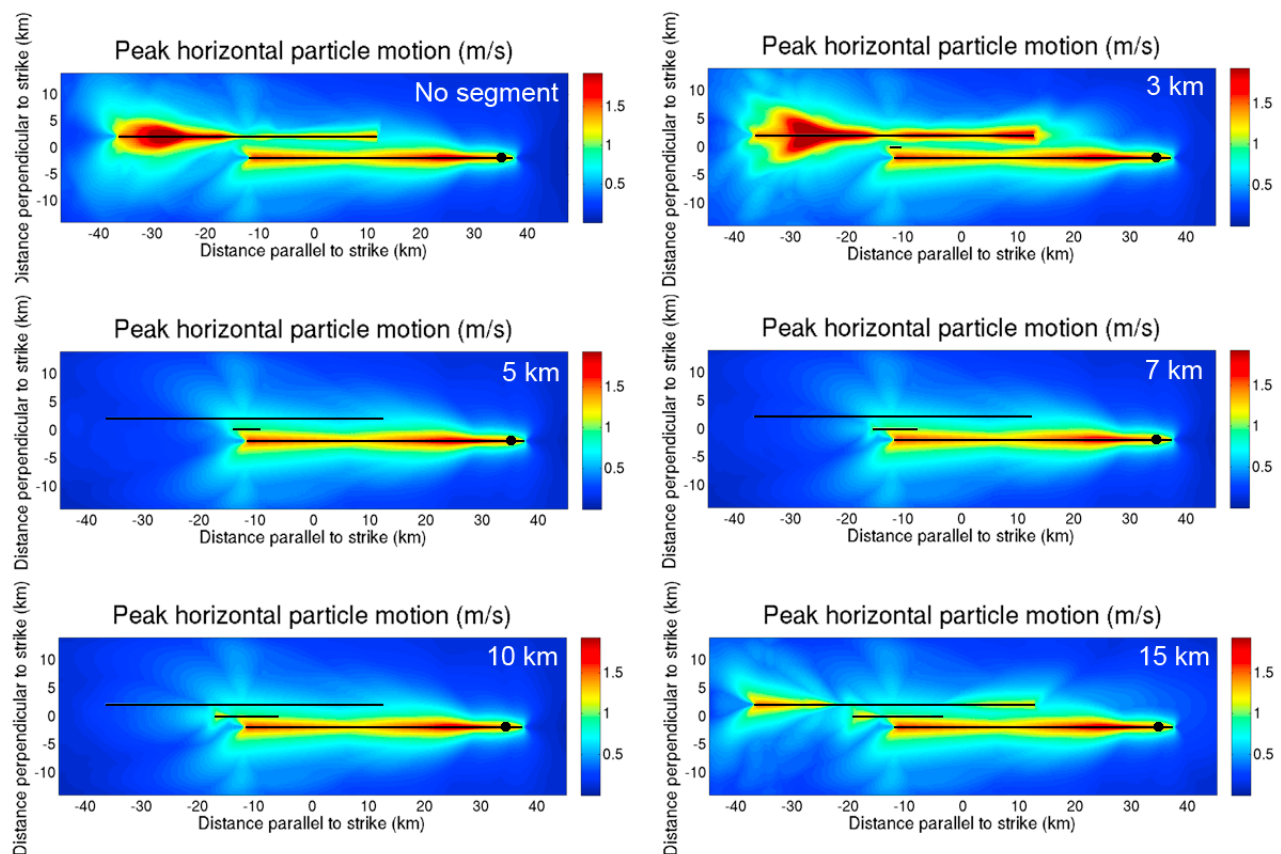 Peak horizontal particle motion (m/s)
No segment
Distance perpendicular to strike (km)
10
5
0
-5
-10
-40 -30 -20 -10 0 10 20 30 40
Distance parallel to strike (km)
1.5
1
0.5
Peak horizontal particle motion (m/s)
3 km
Distance perpendicular to strike (km)
10
5
0
-5
-10
-40 -30 -20 -10 0 10 20 30 40
Distance parallel to strike (km)
1.5
1
0.5
Peak horizontal particle motion (m/s)
5 km
Distance perpendicular to strike (km)
10
5
0
-5
-10
-40 -30 -20 -10 0 10 20 30 40
Distance parallel to strike (km)
1.5
1
0.5
Peak horizontal particle motion (m/s)
7 km
Distance perpendicular to strike (km)
10
5
0
-5
-10
-40 -30 -20 -10 0 10 20 30 40
Distance parallel to strike (km)
1.5
1
0.5
Peak horizontal particle motion (m/s)
10 km
Distance perpendicular to strike (km)
10
5
0
-5
-10
-40 -30 -20 -10 0 10 20 30 40
Distance parallel to strike (km)
1.5
1
0.5
Peak horizontal particle motion (m/s)
15 km
Distance perpendicular to strike (km)
10
5
0
-5
-10
-40 -30 -20 -10 0 10 20 30 40
Distance parallel to strike (km)
1.5
1
0.5